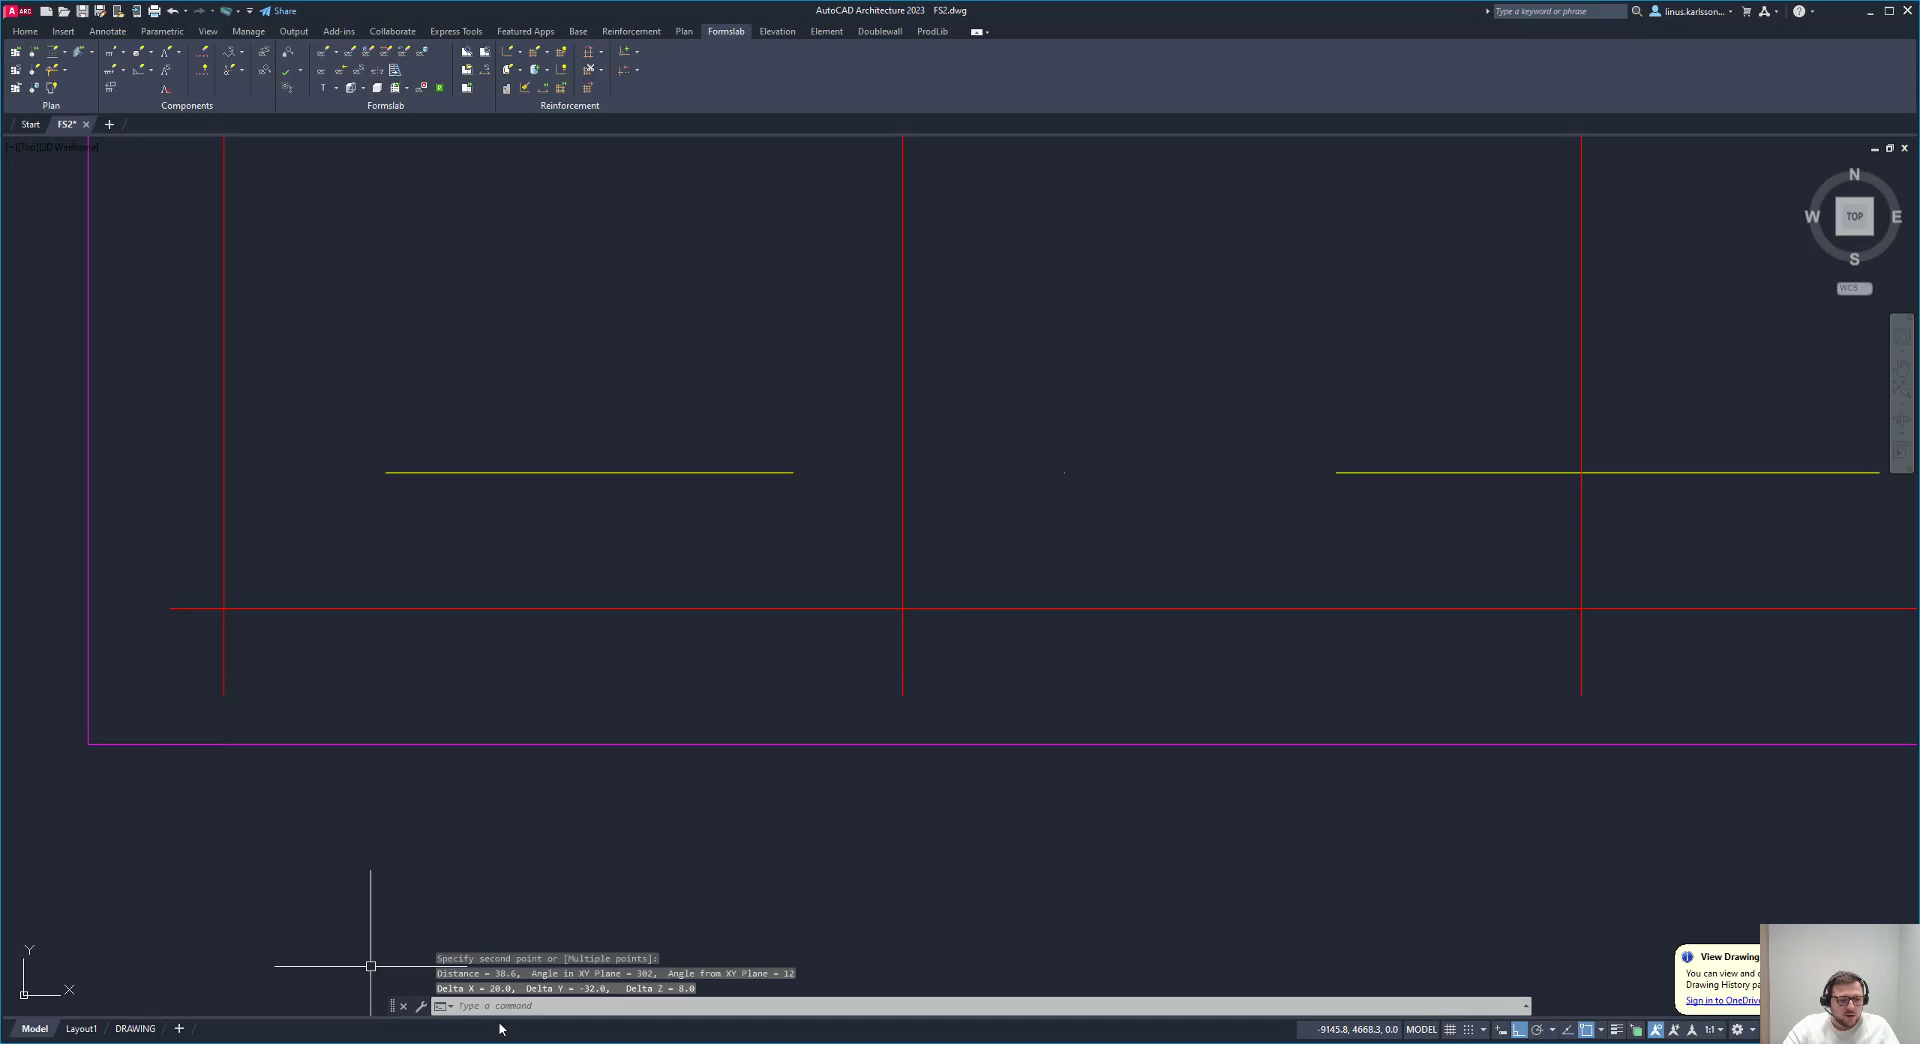 A ARC
Share
AutoCAD Architecture 2023 FS2.dwg
Type a keyword or phrase
linus.karlsson...
Home Insert Annotate Parametric View Manage Output Add-ins Collaborate Express Tools Featured Apps Base Reinforcement Plan Formslab Elevation Element Doublewall ProdLib
Plan Components Formslab Reinforcement
Start FS2*
[−][Top][2D Wireframe]
N
W TOP E
S
WCS
Y
X
Specify second point or [Multiple points]:
Distance = 38.6, Angle in XY Plane = 302, Angle from XY Plane = 12
Delta X = 20.0, Delta Y = -32.0, Delta Z = 8.0
Type a command
View Drawing
You can view and
Drawing History
Sign in to OneDriv
Model Layout1 DRAWING
-9145.8, 4668.3, 0.0 MODEL
1:1